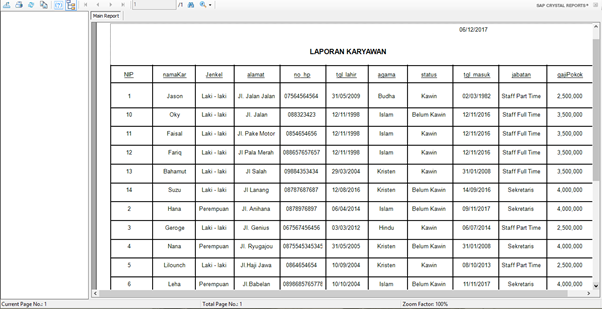 1 /1 SAP CRYSTAL REPORTS®
Main Report
06/12/2017
LAPORAN KARYAWAN
NIP namaKar Jenkel alamat no_hp tgl_lahir agama status tgl_masuk jabatan gajiPokok
1 Jason Laki - laki Jl. Jalan Jalan 07564564564 31/05/2009 Budha Kawin 02/03/1982 Staff Part Time 2,500,000
10 Oky Laki - laki Jl. Jalan 088323423 12/11/1998 Islam Belum Kawin 12/11/2016 Staff Full Time 3,500,000
11 Faisal Laki - laki Jl. Pake Motor 0854654656 12/11/1998 Islam Kawin 12/11/2016 Staff Full Time 3,500,000
12 Fariq Laki - laki Jl Pala Merah 088657657657 12/11/1998 Islam Kawin 12/11/2016 Staff Full Time 3,500,000
13 Bahamut Laki - laki Jl Salah 09884353434 29/03/2004 Kristen Kawin 31/01/2008 Staff Full Time 3,500,000
14 Suzu Laki - laki Jl Lanang 08787687687 12/08/2016 Kristen Belum Kawin 14/09/2016 Sekretaris 4,000,000
2 Hana Perempuan Jl. Anihana 0878976897 06/04/2014 Islam Belum Kawin 09/11/2017 Sekretaris 4,000,000
3 Geroge Laki - laki Jl. Genius 067567456456 03/03/2012 Hindu Kawin 06/07/2014 Staff Part Time 2,500,000
4 Nana Perempuan Jl. Ryugajou 0875545345345 31/05/2005 Kristen Belum Kawin 31/01/2008 Sekretaris 4,000,000
5 Lilounch Laki - laki Jl.Haji Jawa 0864654654 10/09/2004 Kristen Kawin 08/10/2013 Staff Part Time 2,500,000
6 Leha Perempuan Jl.Babelan 0898685765778 10/10/2004 Islam Belum Kawin 11/11/2017 Sekretaris 4,000,000
Current Page No.: 1 Total Page No.: 1 Zoom Factor: 100%